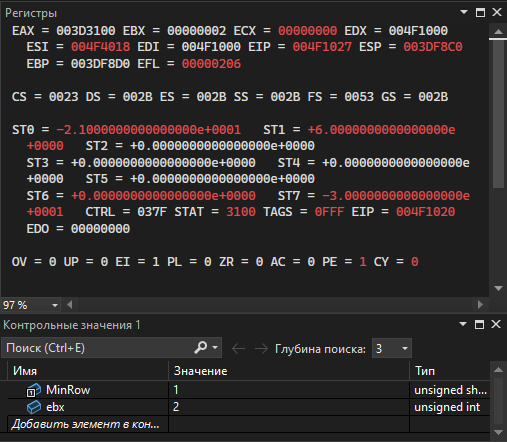 Регистры
EAX = 003D3100 EBX = 00000002 ECX = 00000000 EDX = 004F1000
ESI = 004F4018 EDI = 004F1000 EIP = 004F1027 ESP = 003DF8C0
EBP = 003DF8D0 EFL = 00000206
CS = 0023 DS = 002B ES = 002B SS = 002B FS = 0053 GS = 002B
ST0 = -2.1000000000000000e+0001 ST1 = +6.0000000000000000e
+0000 ST2 = +0.0000000000000000e+0000
ST3 = +0.0000000000000000e+0000 ST4 = +0.0000000000000000e
+0000 ST5 = +0.0000000000000000e+0000
ST6 = +0.0000000000000000e+0000 ST7 = -3.0000000000000000e
+0001 CTRL = 037F STAT = 3100 TAGS = 0FFF EIP = 004F1020
EDO = 00000000
OV = 0 UP = 0 EI = 1 PL = 0 ZR = 0 AC = 0 PE = 1 CY = 0
97 %
Контрольные значения 1
Поиск (Ctrl+E)
Глубина поиска: 3
Имя Значение Тип
MinRow 1 unsigned sh...
ebx 2 unsigned int
Добавить элемент в кон...